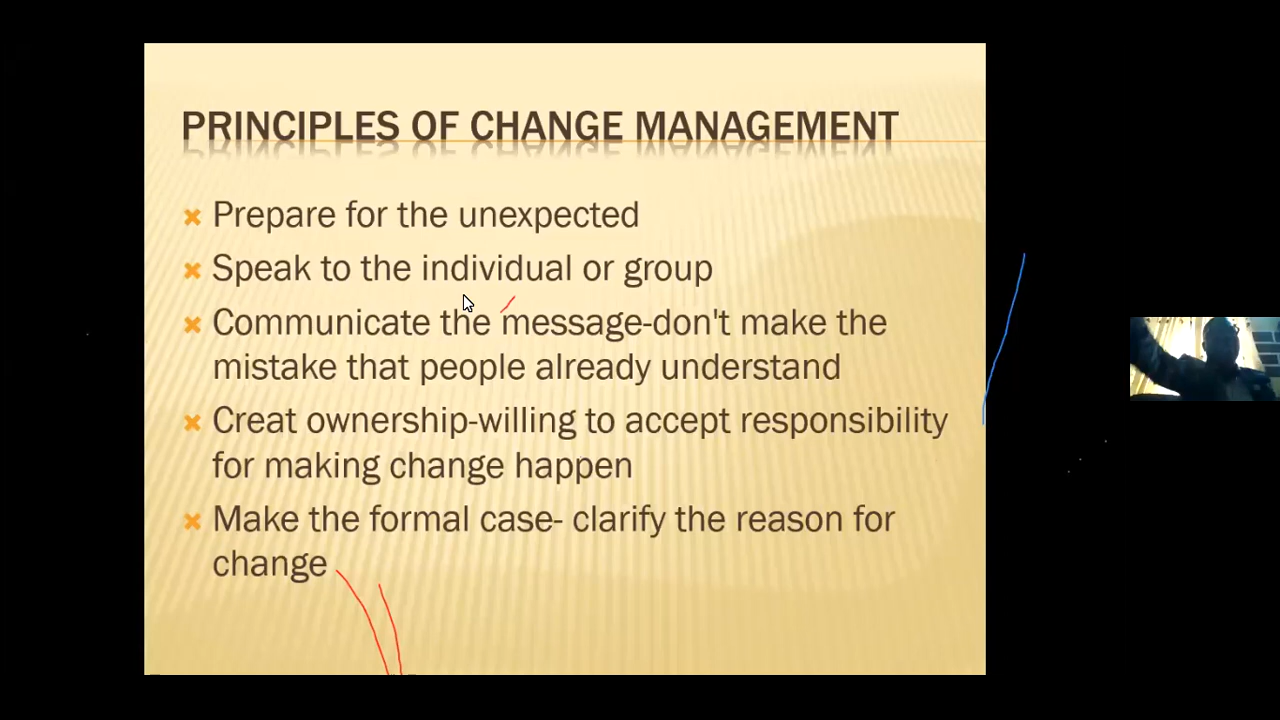 PRINCIPLES OF CHANGE MANAGEMENT
Prepare for the unexpected
Speak to the individual or group
Communicate the message-don't make the
mistake that people already understand
Creat ownership-willing to accept responsibility
for making change happen
Make the formal case- clarify the reason for
change